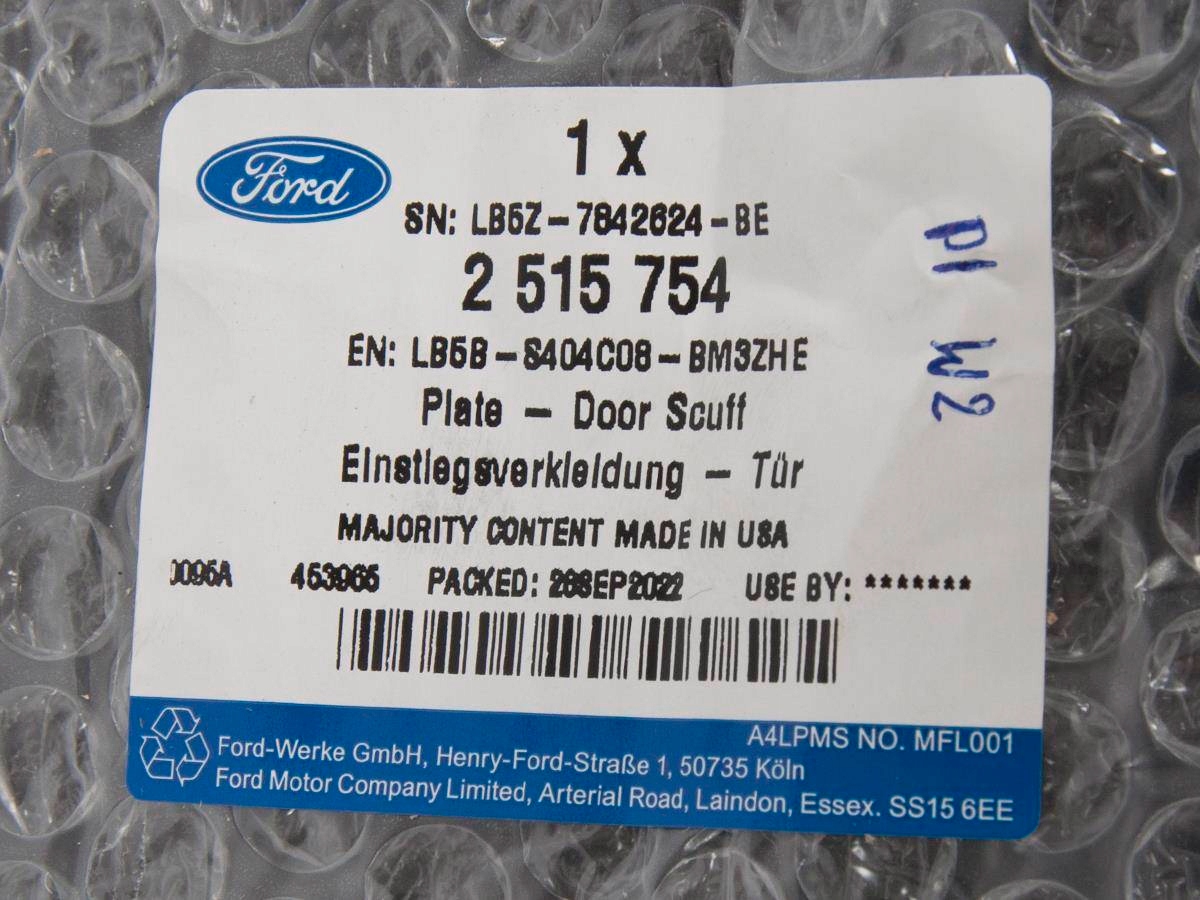 Ford
1 x
SN: LB5Z-7842624-BE
2 515 754
EN: LB5B-S404C08-BM3ZHE
Plate - Door Scuff
Einstiegsverkleidung - Tür
MAJORITY CONTENT MADE IN USA
0095A 453965 PACKED: 28SEP2022 USE BY: *******
P1 W2
A4LPMS NO. MFL001
Ford-Werke GmbH, Henry-Ford-Straße 1, 50735 Köln
Ford Motor Company Limited, Arterial Road, Laindon, Essex. SS15 6EE